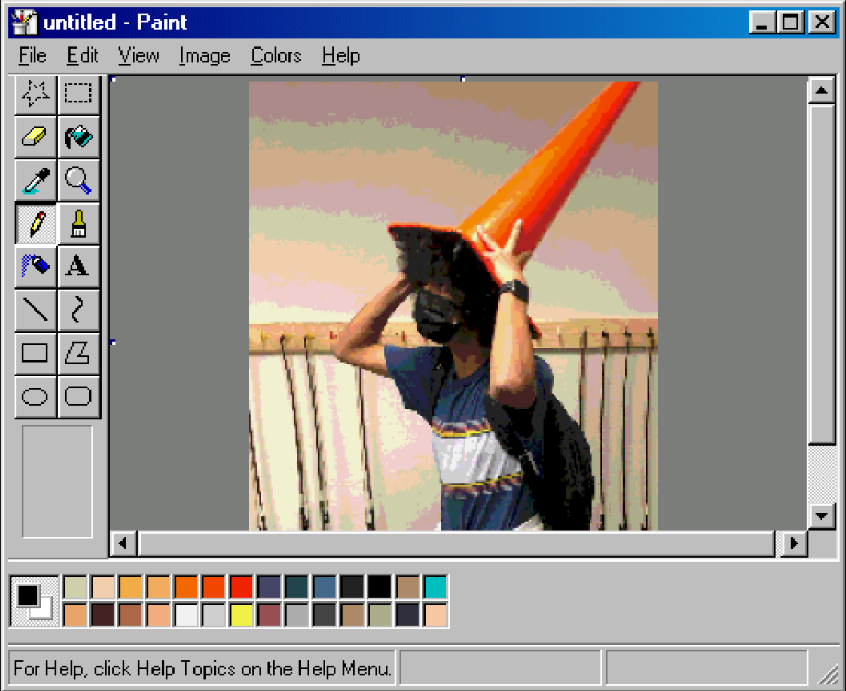 untitled - Paint
File Edit View Image Colors Help
A
For Help, click Help Topics on the Help Menu.